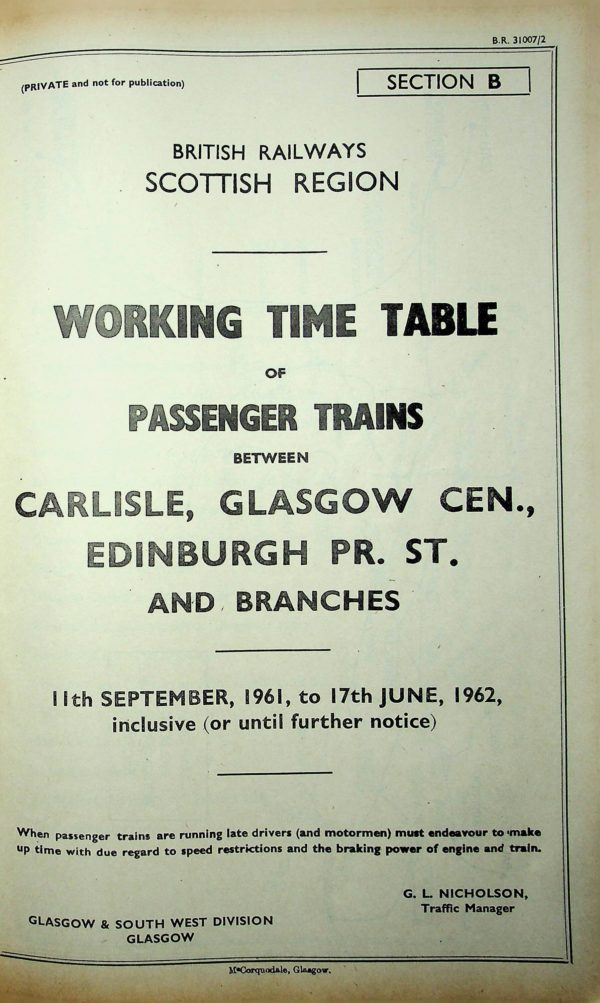 B.R. 31007/2
(PRIVATE and not for publication)
SECTION B
BRITISH RAILWAYS
SCOTTISH REGION
WORKING TIME TABLE
OF
PASSENGER TRAINS
BETWEEN
CARLISLE, GLASGOW CEN.,
EDINBURGH PR. ST.
AND BRANCHES
11th SEPTEMBER, 1961, to 17th JUNE, 1962,
inclusive (or until further notice)
When passenger trains are running late drivers (and motormen) must endeavour to make
up time with due regard to speed restrictions and the braking power of engine and train.
G. L. NICHOLSON,
Traffic Manager
GLASGOW & SOUTH WEST DIVISION
GLASGOW
McCorquodale, Glasgow.